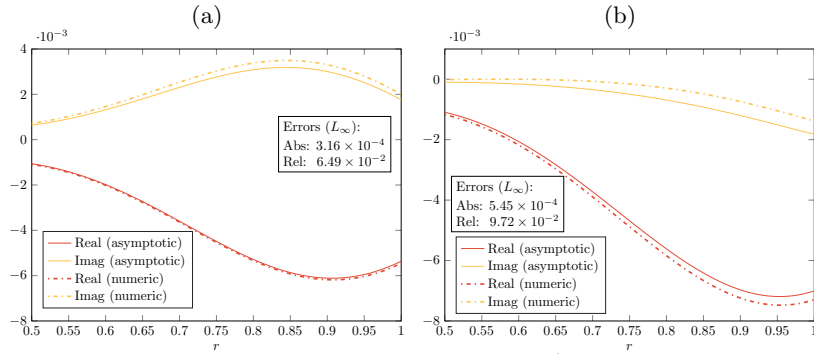 (a)
·10⁻³
4
2
0
−2
−4
−6
−8
0.5 0.55 0.6 0.65 0.7 0.75 0.8 0.85 0.9 0.95 1
r
Errors (L∞):
Abs: 3.16 × 10⁻⁴
Rel: 6.49 × 10⁻²
Real (asymptotic)
Imag (asymptotic)
Real (numeric)
Imag (numeric)
(b)
·10⁻³
0
−2
−4
−6
−8
0.5 0.55 0.6 0.65 0.7 0.75 0.8 0.85 0.9 0.95 1
r
Errors (L∞):
Abs: 5.45 × 10⁻⁴
Rel: 9.72 × 10⁻²
Real (asymptotic)
Imag (asymptotic)
Real (numeric)
Imag (numeric)